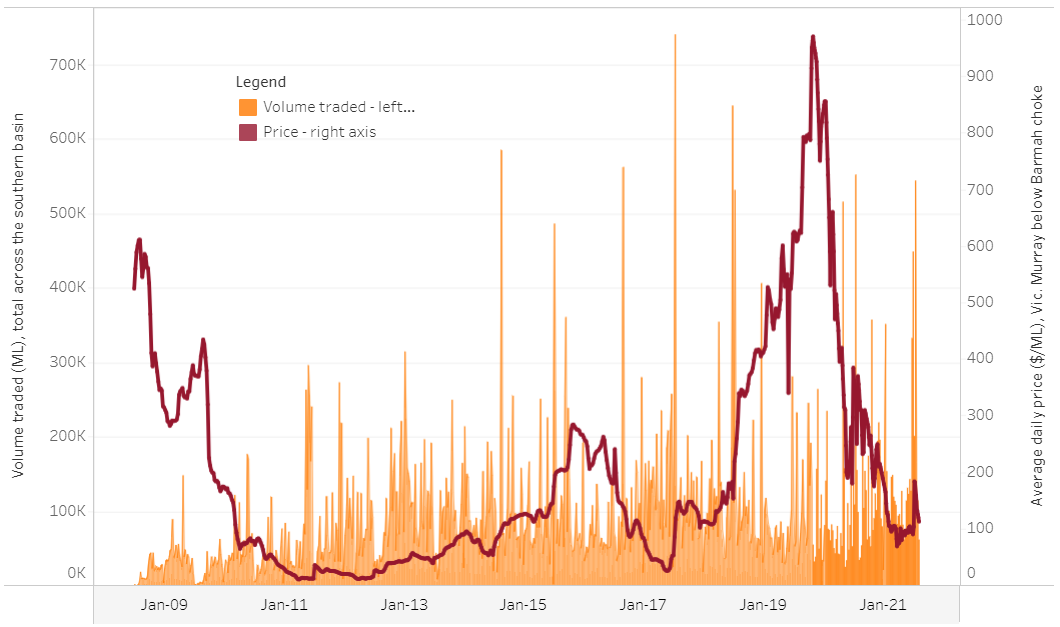 Legend
Volume traded - left...
Price - right axis
Volume traded (ML), total across the southern basin
700K
600K
500K
400K
300K
200K
100K
0K
1000
900
800
700
600
500
400
300
200
100
0
Average daily price ($/ML), Vic. Murray below Barmah choke
Jan-09
Jan-11
Jan-13
Jan-15
Jan-17
Jan-19
Jan-21